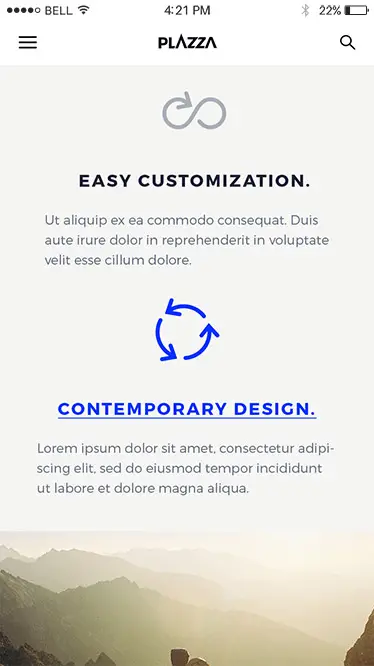 BELL 4:21 PM 22%
PLAZZA
EASY CUSTOMIZATION.
Ut aliquip ex ea commodo consequat. Duis
aute irure dolor in reprehenderit in voluptate
velit esse cillum dolore.
CONTEMPORARY DESIGN.
Lorem ipsum dolor sit amet, consectetur adipi-
scing elit, sed do eiusmod tempor incididunt
ut labore et dolore magna aliqua.